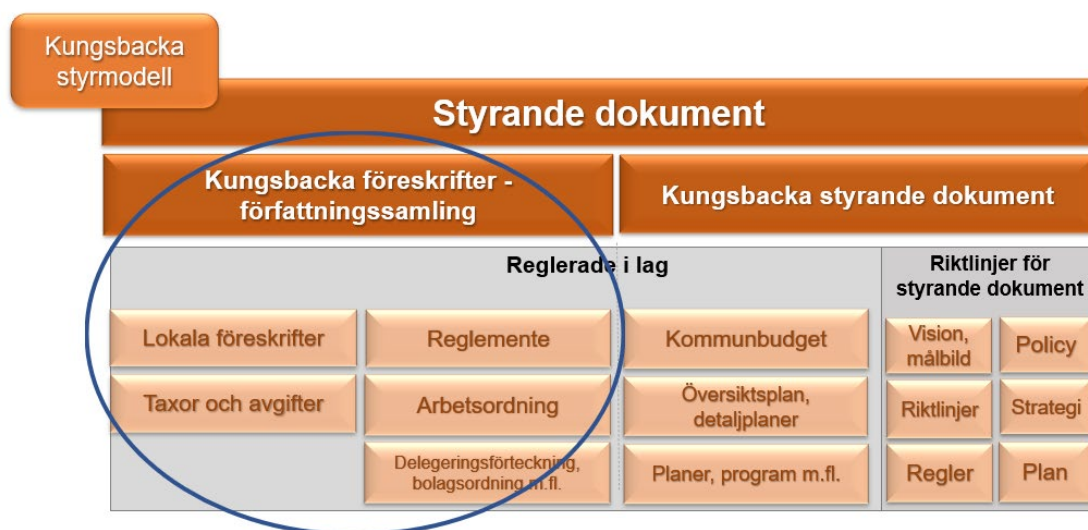 Kungsbacka
styrmodell
Styrande dokument
Kungsbacka föreskrifter -
författningssamling
Kungsbacka styrande dokument
Reglerade i lag
Riktlinjer för
styrande dokument
Lokala föreskrifter
Reglemente
Kommunbudget
Vision,
målbild
Policy
Taxor och avgifter
Arbetsordning
Översiktsplan,
detaljplaner
Riktlinjer
Strategi
Delegeringsförteckning,
bolagsordning m.fl.
Planer, program m.fl.
Regler
Plan